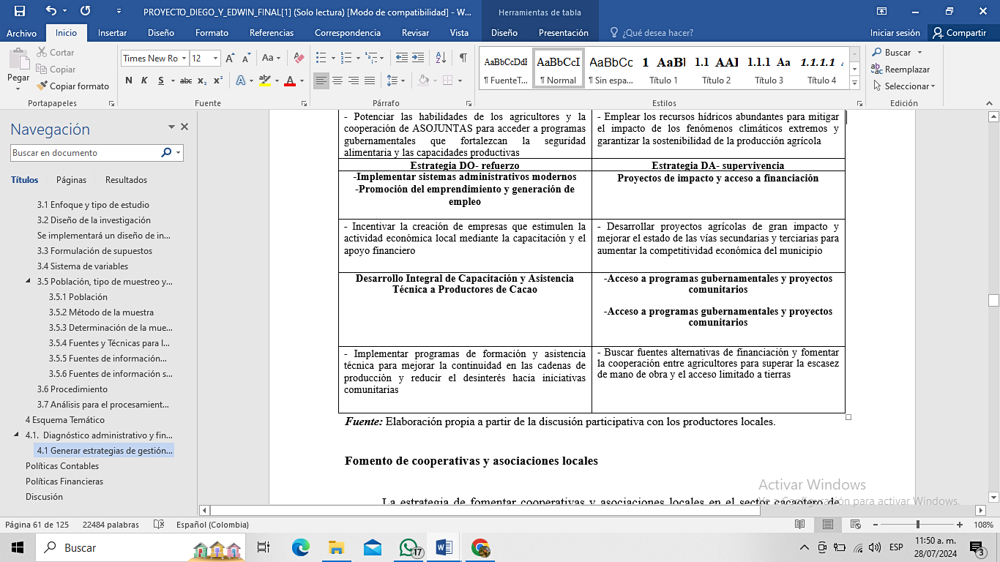 PROYECTO_DIEGO_Y_EDWIN_FINAL[1] (Solo lectura) [Modo de compatibilidad] - W...
Herramientas de tabla
Archivo Inicio Insertar Diseño Formato Referencias Correspondencia Revisar Vista Diseño Presentación ¿Qué desea hacer? Iniciar sesión Compartir
Pegar
Cortar
Copiar
Copiar formato
Portapapeles
Times New Ro 12
Aa
N K S abc x₂ x² A ab A
Fuente
Párrafo
AaBbCcDdE AaBbCcI AaBbCc 1 AaBl 1.1 AAI 1.1.1 Aa 1.1.1.1
¶ FuenteT... ¶ Normal ¶ Sin espa... Título 1 Título 2 Título 3 Título 4
Estilos
Buscar
Reemplazar
Seleccionar
Edición
Navegación
Buscar en documento
Títulos Páginas Resultados
3.1 Enfoque y tipo de estudio
3.2 Diseño de la investigación
Se implementará un diseño de in...
3.3 Formulación de supuestos
3.4 Sistema de variables
3.5 Población, tipo de muestreo y...
3.5.1 Población
3.5.2 Método de la muestra
3.5.3 Determinación de la mue...
3.5.4 Fuentes y Técnicas para l...
3.5.5 Fuentes de información...
3.5.6 Fuentes de información s...
3.6 Procedimiento
3.7 Análisis para el procesamient...
4 Esquema Temático
4.1. Diagnóstico administrativo y fin...
4.1 Generar estrategias de gestión...
Políticas Contables
Políticas Financieras
Discusión
- Potenciar las habilidades de los agricultores y la
cooperación de ASOJUNTAS para acceder a programas
gubernamentales que fortalezcan la seguridad
alimentaria y las capacidades productivas
- Emplear los recursos hídricos abundantes para mitigar
el impacto de los fenómenos climáticos extremos y
garantizar la sostenibilidad de la producción agrícola
Estrategia DO- refuerzo
Estrategia DA- supervivencia
-Implementar sistemas administrativos modernos
-Promoción del emprendimiento y generación de
empleo
Proyectos de impacto y acceso a financiación
- Incentivar la creación de empresas que estimulen la
actividad económica local mediante la capacitación y el
apoyo financiero
- Desarrollar proyectos agrícolas de gran impacto y
mejorar el estado de las vías secundarias y terciarias para
aumentar la competitividad económica del municipio
Desarrollo Integral de Capacitación y Asistencia
Técnica a Productores de Cacao
-Acceso a programas gubernamentales y proyectos
comunitarios
-Acceso a programas gubernamentales y proyectos
comunitarios
- Implementar programas de formación y asistencia
técnica para mejorar la continuidad en las cadenas de
producción y reducir el desinterés hacia iniciativas
comunitarias
- Buscar fuentes alternativas de financiación y fomentar
la cooperación entre agricultores para superar la escasez
de mano de obra y el acceso limitado a tierras
Fuente: Elaboración propia a partir de la discusión participativa con los productores locales.
Fomento de cooperativas y asociaciones locales
La estrategia de fomentar cooperativas y asociaciones locales en el sector cacaotero de
Activar Windows
Ve a Configuración para activar Windows.
Página 61 de 125 22484 palabras Español (Colombia) 108%
Buscar
17
ESP
11:50 a. m.
28/07/2024
3